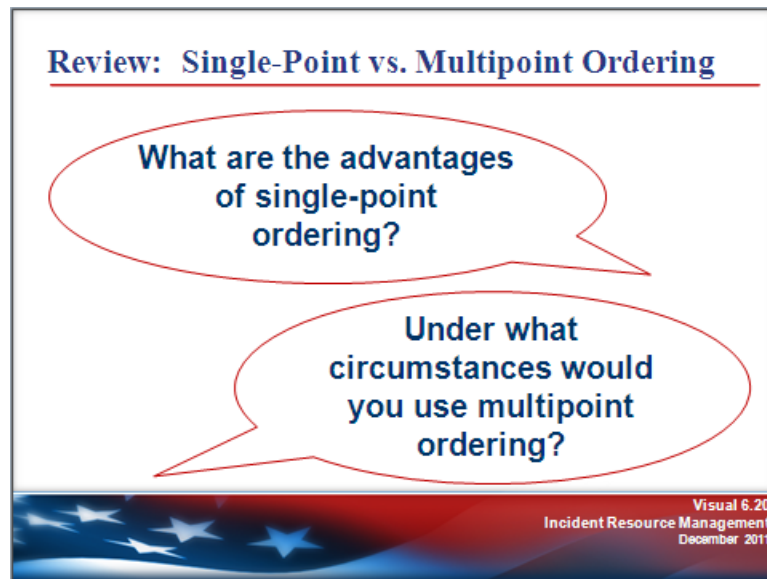 Review: Single-Point vs. Multipoint Ordering
What are the advantages
of single-point
ordering?
Under what
circumstances would
you use multipoint
ordering?
Visual 6.20
Incident Resource Management
December 2011